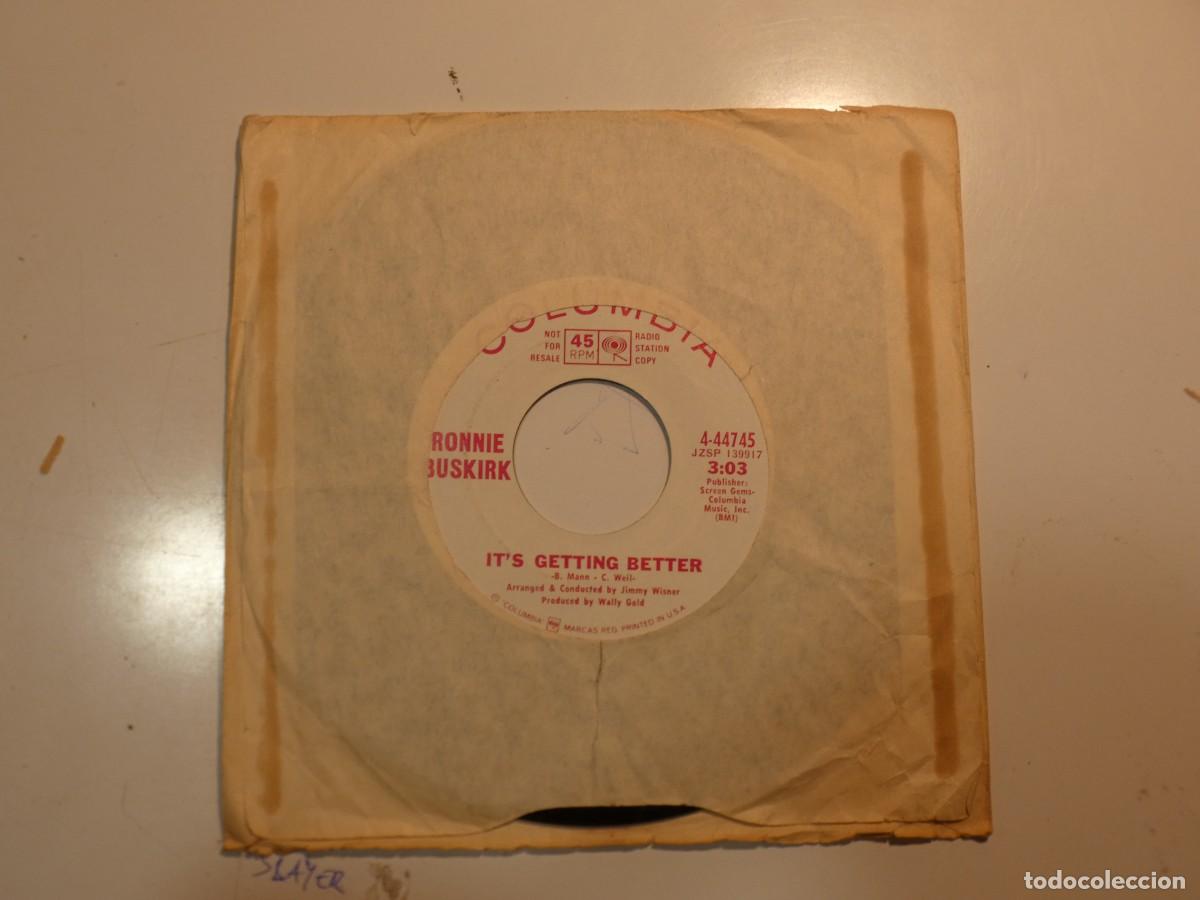 COLUMBIA
NOT FOR RESALE
45 RPM
RADIO STATION COPY
RONNIE
BUSKIRK
4-44745
JZSP 139917
3:03
Publisher:
Screen Gems-
Columbia
Music, Inc.
(BMI)
IT'S GETTING BETTER
-B. Mann - C. Weil-
Arranged & Conducted by Jimmy Wisner
Produced by Wally Gold
℗ "COLUMBIA" MARCAS REG. PRINTED IN U.S.A.
SLAYER
todocoleccion